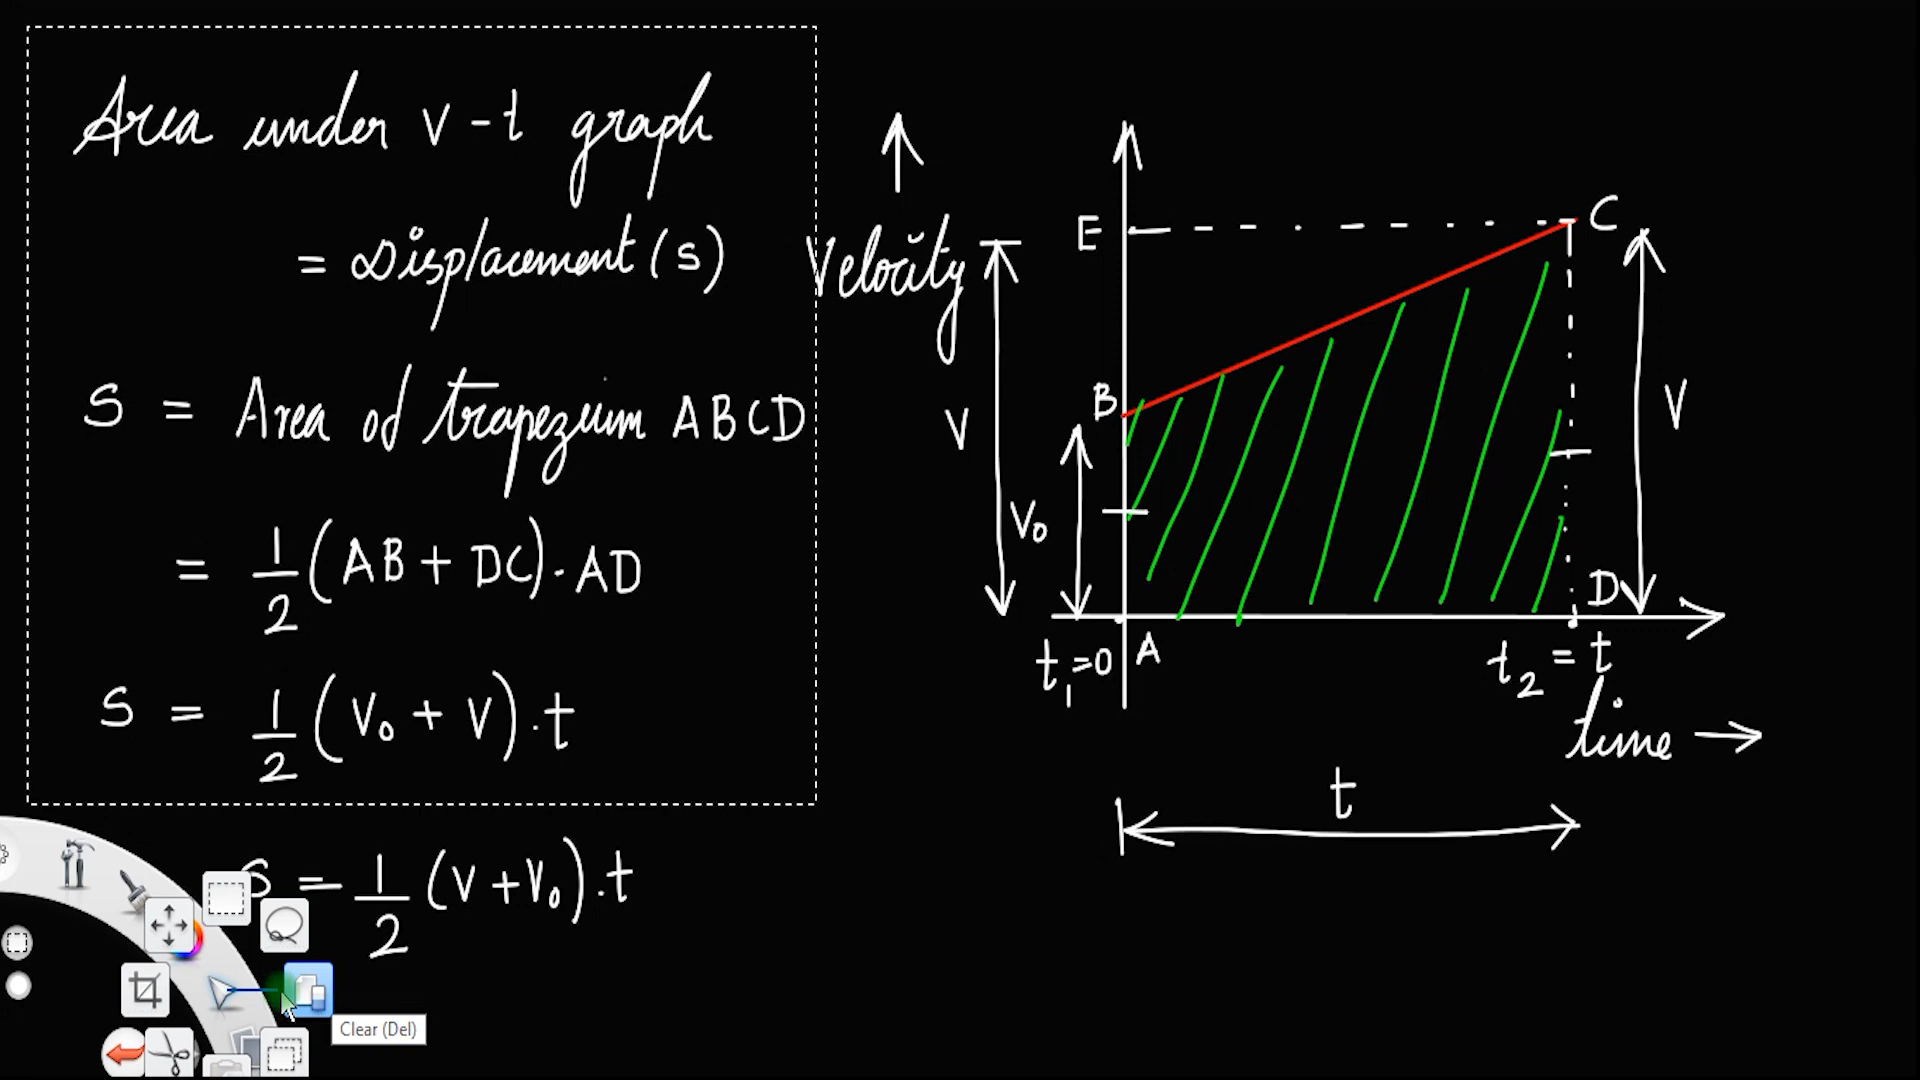 Area under v-t graph
= Displacement (s)
S = Area od trapezium ABCD
= 1/2 (AB + DC) . AD
S = 1/2 (V₀ + V) . t
S = 1/2 (V + V₀) . t
Velocity
E
C
B
V
V
V₀
D
t₁=0
A
t₂ = t
time
t
Clear (Del)